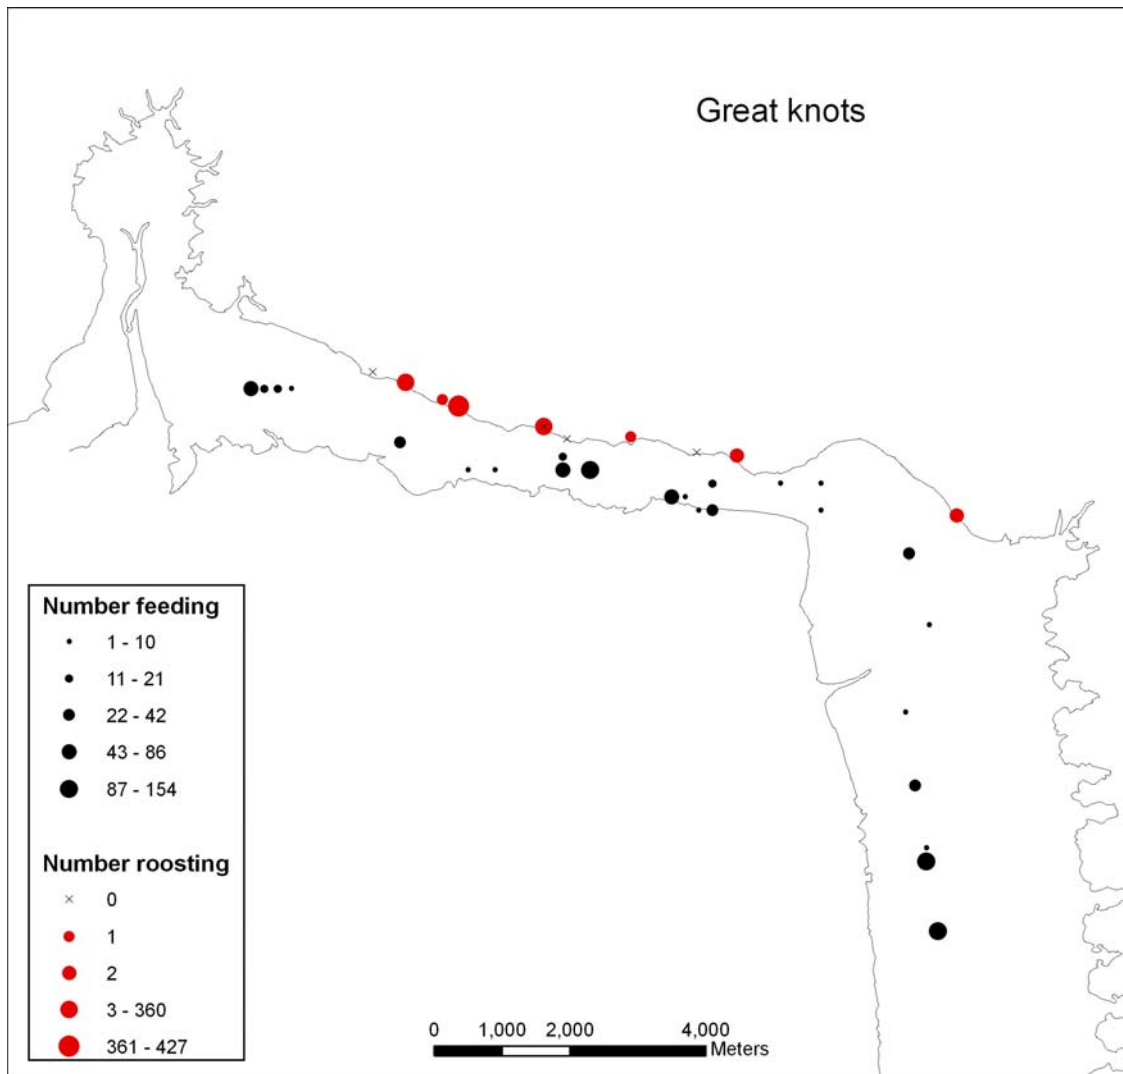 Great knots
Number feeding
1 - 10
11 - 21
22 - 42
43 - 86
87 - 154
Number roosting
0
1
2
3 - 360
361 - 427
0 1,000 2,000 4,000
Meters